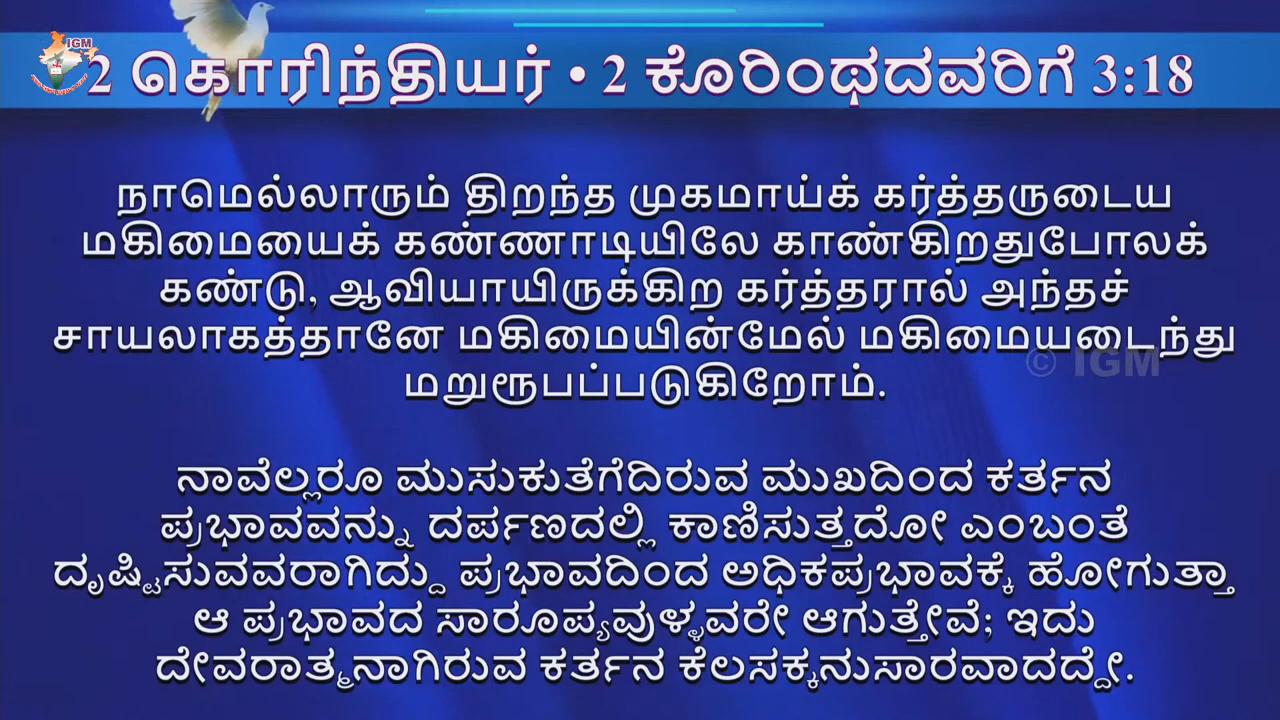 IGM
2 கொரிந்தியர் • 2 ಕೊರಿಂಥದವರಿಗೆ 3:18
நாமெல்லாரும் திறந்த முகமாய்க் கர்த்தருடைய
மகிமையைக் கண்ணாடியிலே காண்கிறதுபோலக்
கண்டு, ஆவியாயிருக்கிற கர்த்தரால் அந்தச்
சாயலாகத்தானே மகிமையின்மேல் மகிமையடைந்து
© IGM
மறுரூபப்படுகிறோம்.
ನಾವೆಲ್ಲರೂ ಮುಸುಕುತೆಗೆದಿರುವ ಮುಖದಿಂದ ಕರ್ತನ
ಪ್ರಭಾವವನ್ನು ದರ್ಪಣದಲ್ಲಿ ಕಾಣಿಸುತ್ತದೋ ಎಂಬಂತೆ
ದೃಷ್ಟಿಸುವವರಾಗಿದ್ದು ಪ್ರಭಾವದಿಂದ ಅಧಿಕಪ್ರಭಾವಕ್ಕೆ ಹೋಗುತ್ತಾ
ಆ ಪ್ರಭಾವದ ಸಾರೂಪ್ಯವುಳ್ಳವರೇ ಆಗುತ್ತೇವೆ; ಇದು
ದೇವರಾತ್ಮನಾಗಿರುವ ಕರ್ತನ ಕೆಲಸಕ್ಕನುಸಾರವಾದದ್ದೇ.